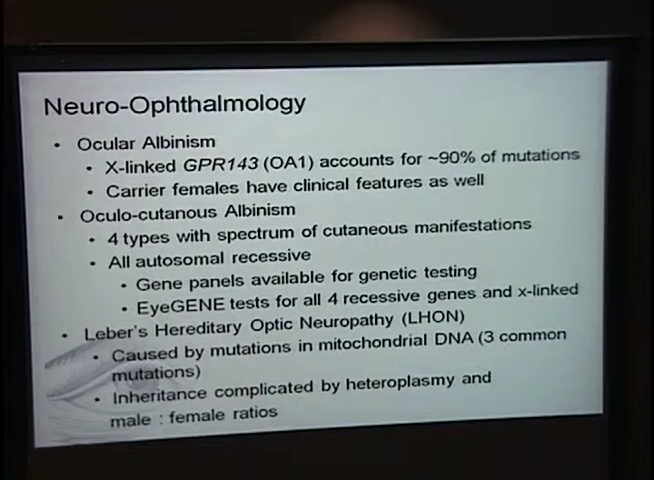 Neuro-Ophthalmology
• Ocular Albinism
• X-linked GPR143 (OA1) accounts for ~90% of mutations
• Carrier females have clinical features as well
• Oculo-cutanous Albinism
• 4 types with spectrum of cutaneous manifestations
• All autosomal recessive
• Gene panels available for genetic testing
• EyeGENE tests for all 4 recessive genes and x-linked
• Leber's Hereditary Optic Neuropathy (LHON)
• Caused by mutations in mitochondrial DNA (3 common
mutations)
• Inheritance complicated by heteroplasmy and
male : female ratios